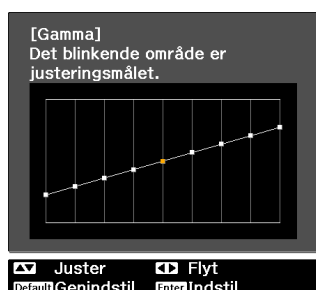 [Gamma]
Det blinkende område er
justeringsmålet.
Juster Flyt
Default Genindstil Enter Indstil